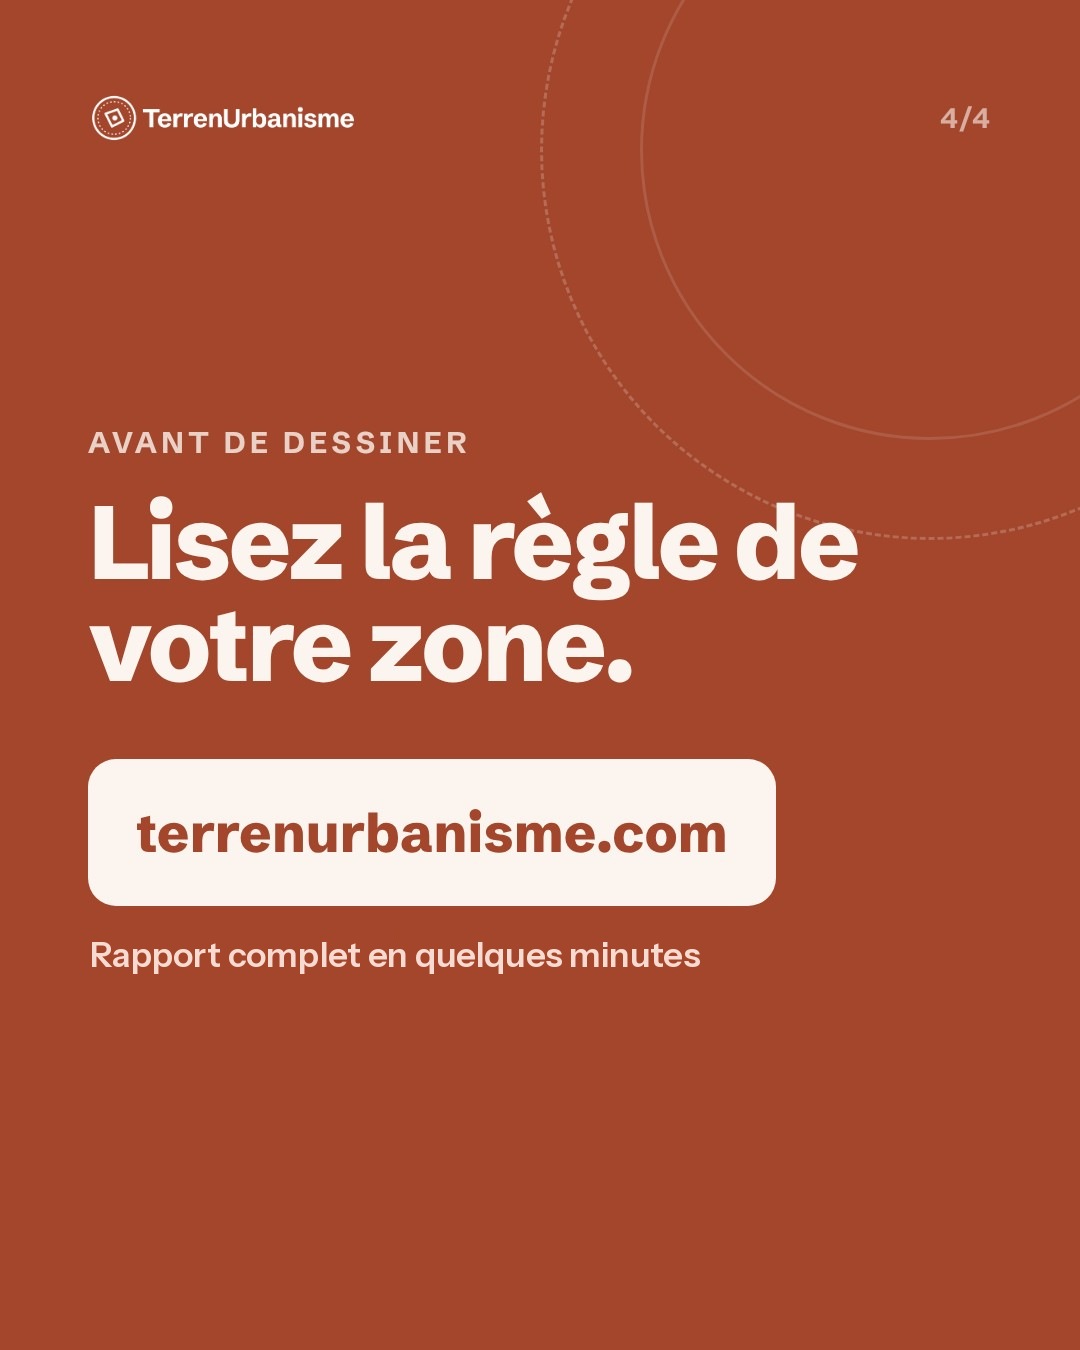 TerrenUrbanisme
4/4
AVANT DE DESSINER
Lisez la règle de
votre zone.
terrenurbanisme.com
Rapport complet en quelques minutes